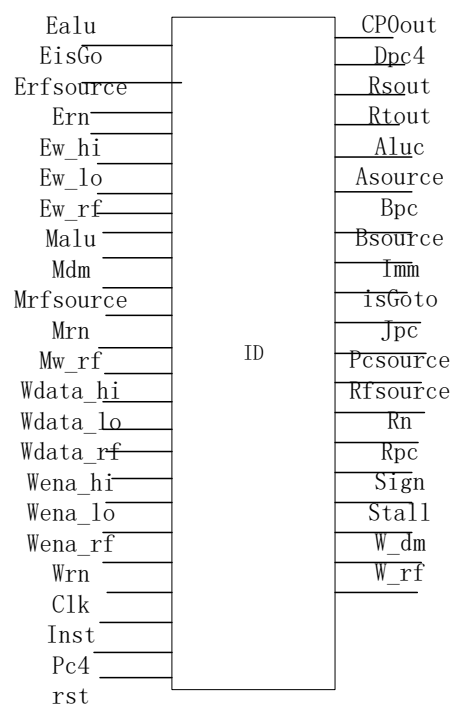 Ealu
EisGo
Erfsource
Ern
Ew_hi
Ew_lo
Ew_rf
Malu
Mdm
Mrfsource
Mrn
Mw_rf
Wdata_hi
Wdata_lo
Wdata_rf
Wena_hi
Wena_lo
Wena_rf
Wrn
Clk
Inst
Pc4
rst
ID
CP0out
Dpc4
Rsout
Rtout
Aluc
Asource
Bpc
Bsource
Imm
isGoto
Jpc
Pcsource
Rfsource
Rn
Rpc
Sign
Stall
W_dm
W_rf